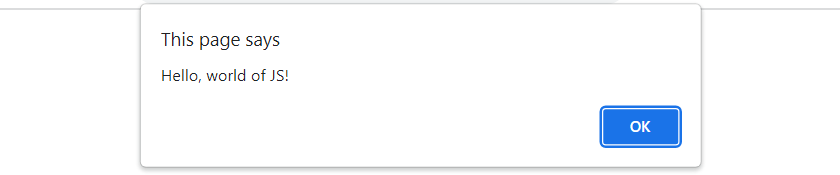 This page says
Hello, world of JS!
OK